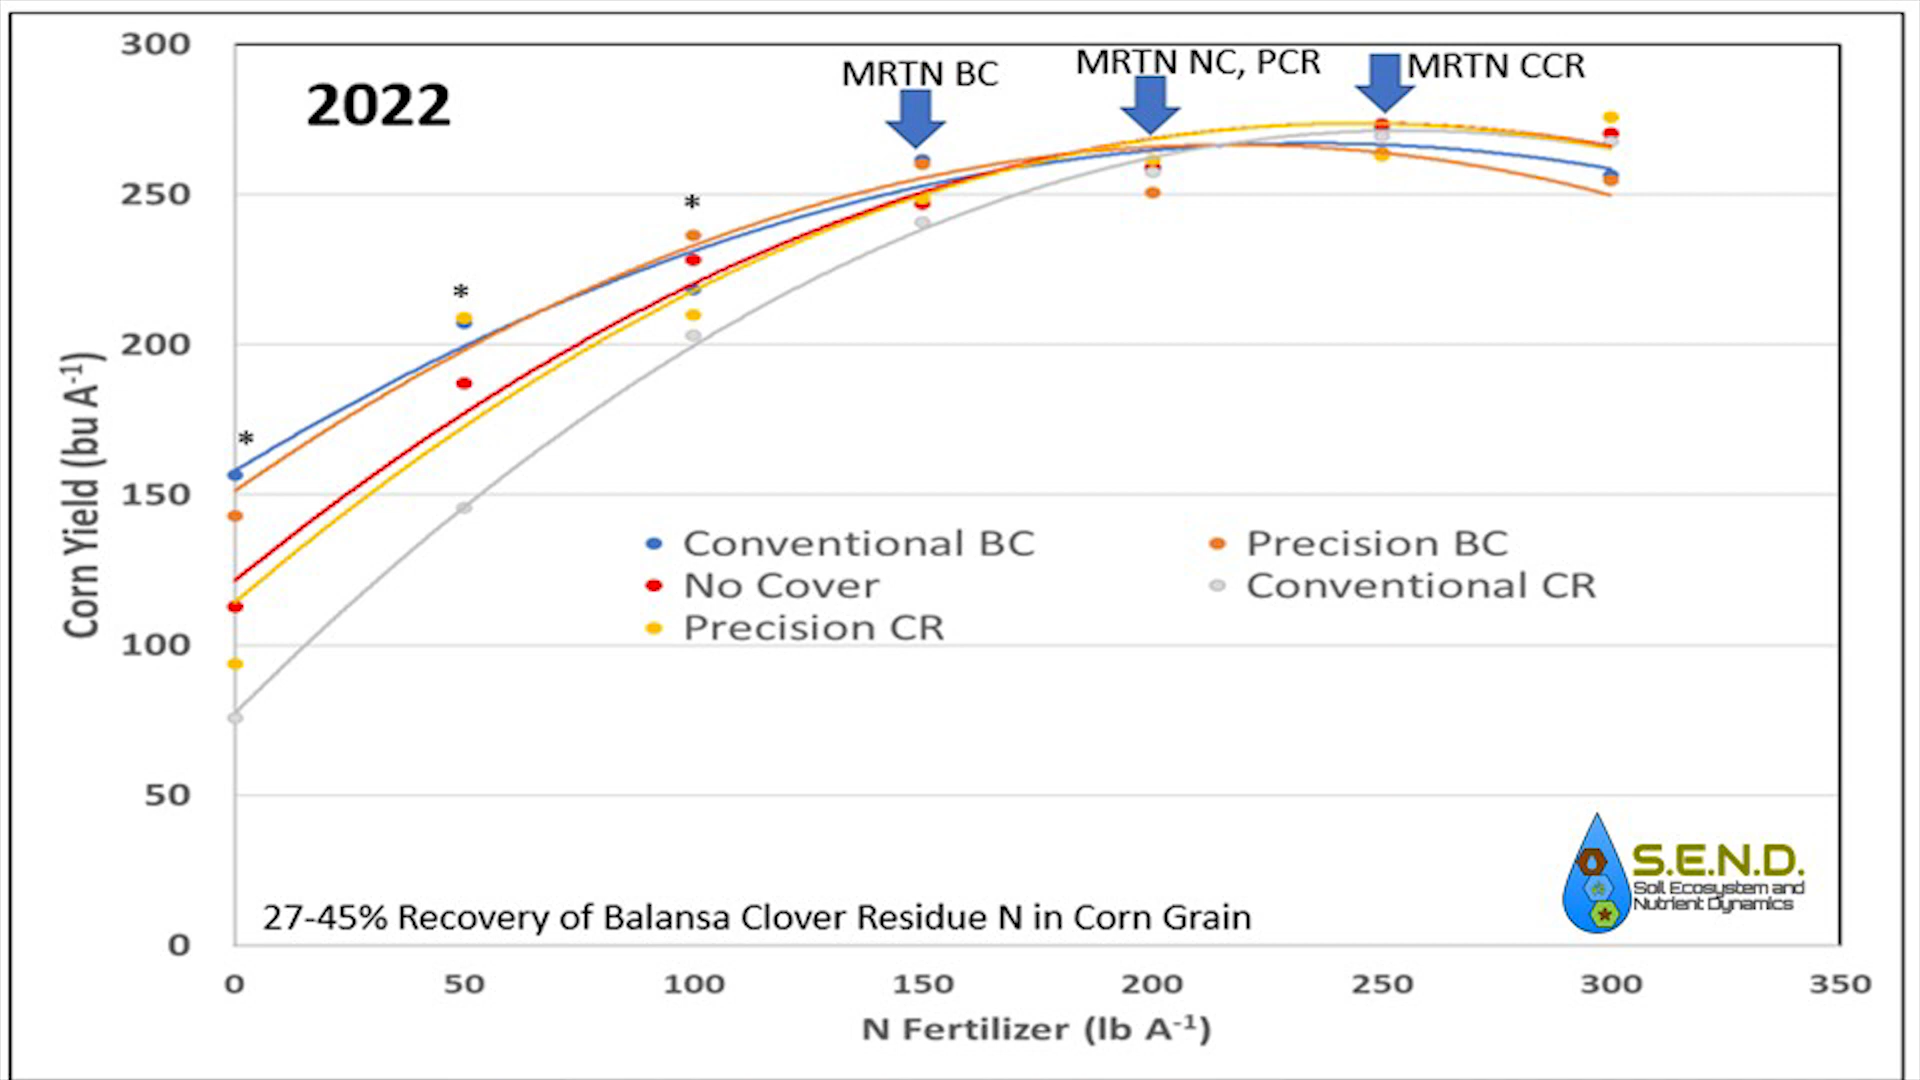 2022
MRTN BC
MRTN NC, PCR
MRTN CCR
300
250
200
150
100
50
0
*
*
*
Corn Yield (bu A⁻¹)
Conventional BC
Precision BC
No Cover
Conventional CR
Precision CR
27-45% Recovery of Balansa Clover Residue N in Corn Grain
S.E.N.D.
Soil Ecosystem and
Nutrient Dynamics
0 50 100 150 200 250 300 350
N Fertilizer (lb A⁻¹)